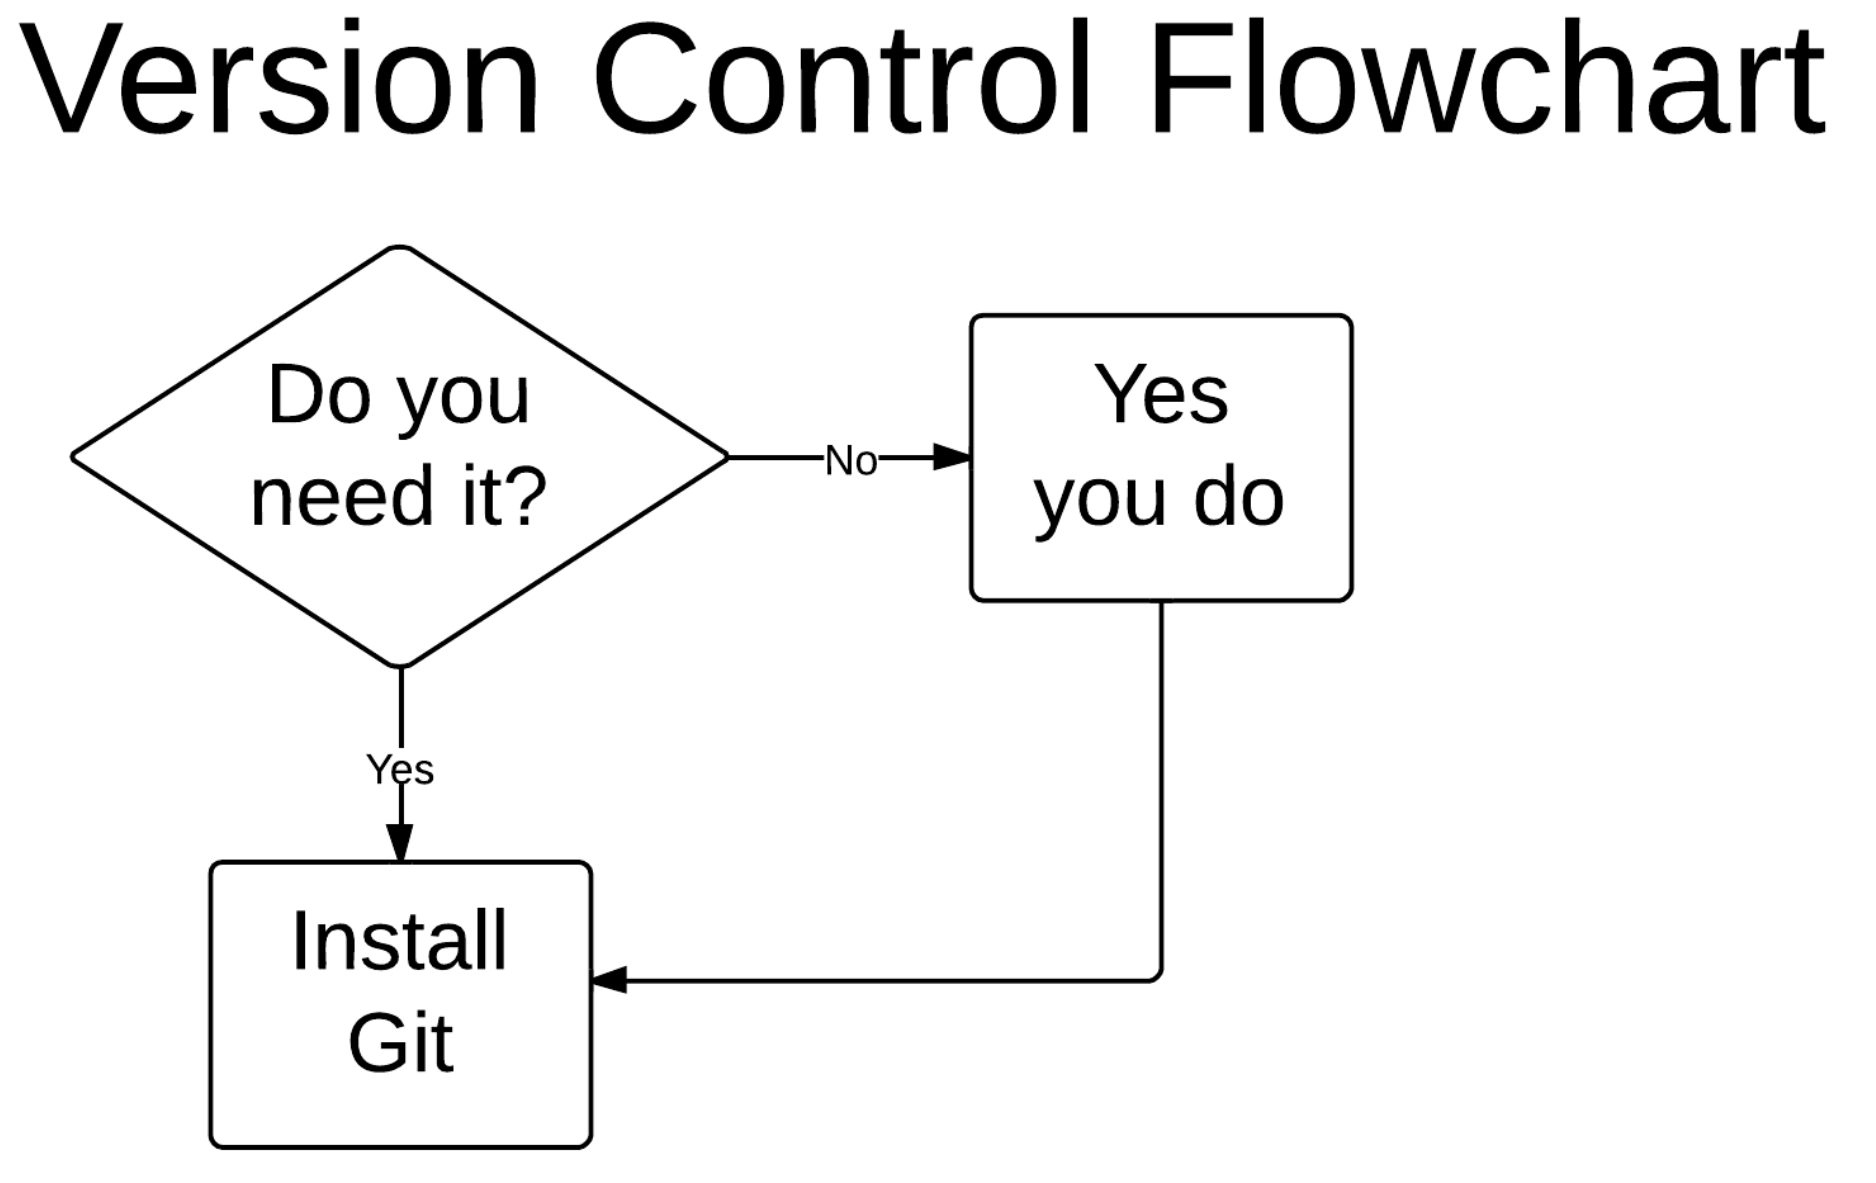 Version Control Flowchart
Do you
need it?
No
Yes
you do
Yes
Install
Git